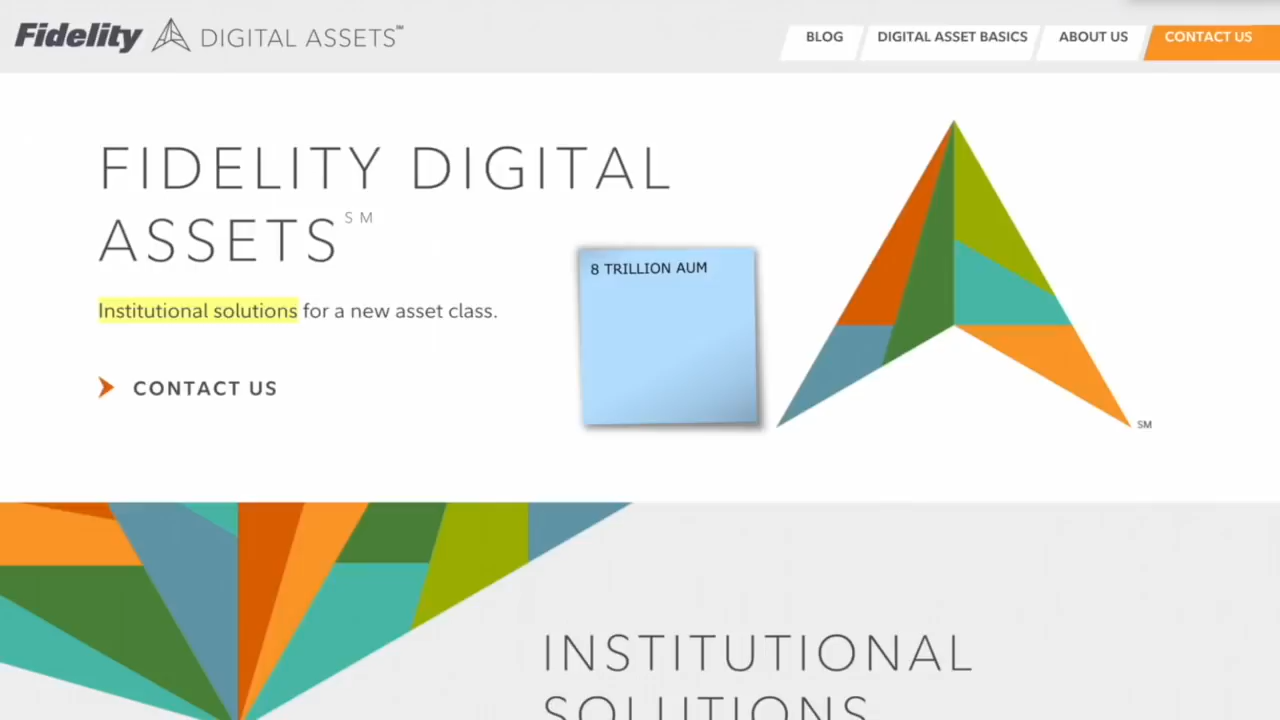 Fidelity DIGITAL ASSETS™
BLOG
DIGITAL ASSET BASICS
ABOUT US
CONTACT US
FIDELITY DIGITAL
ASSETS SM
Institutional solutions for a new asset class.
CONTACT US
8 TRILLION AUM
SM
INSTITUTIONAL
SOLUTIONS